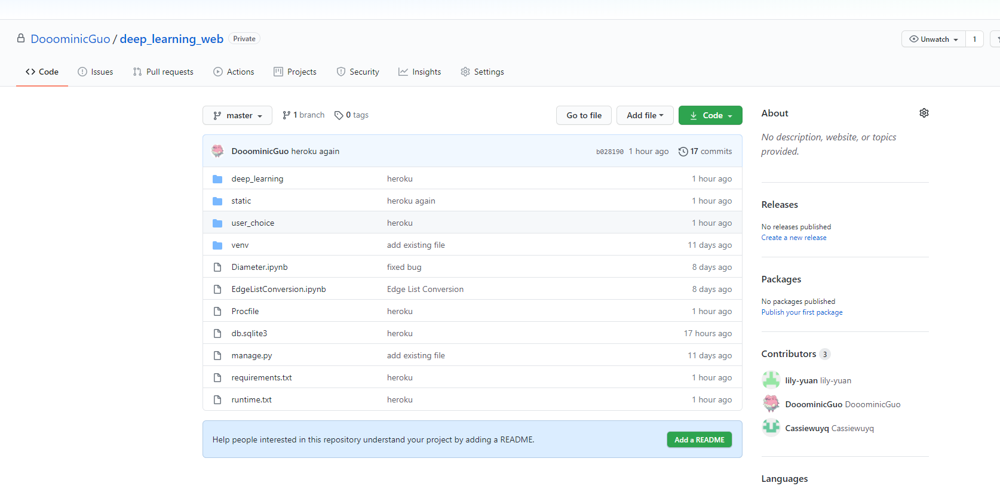 DooominicGuo / deep_learning_web Private
Unwatch 1
Code Issues Pull requests Actions Projects Security Insights Settings
master 1 branch 0 tags Go to file Add file Code
DooominicGuo heroku again b028190 1 hour ago 17 commits
deep_learning heroku 1 hour ago
static heroku again 1 hour ago
user_choice heroku 1 hour ago
venv add existing file 11 days ago
Diameter.ipynb fixed bug 8 days ago
EdgeListConversion.ipynb Edge List Conversion 8 days ago
Procfile heroku 1 hour ago
db.sqlite3 heroku 17 hours ago
manage.py add existing file 11 days ago
requirements.txt heroku 1 hour ago
runtime.txt heroku 1 hour ago
Help people interested in this repository understand your project by adding a README. Add a README
About
No description, website, or topics
provided.
Releases
No releases published
Create a new release
Packages
No packages published
Publish your first package
Contributors 3
lily-yuan lily-yuan
DooominicGuo DooominicGuo
Cassiewuyq Cassiewuyq
Languages